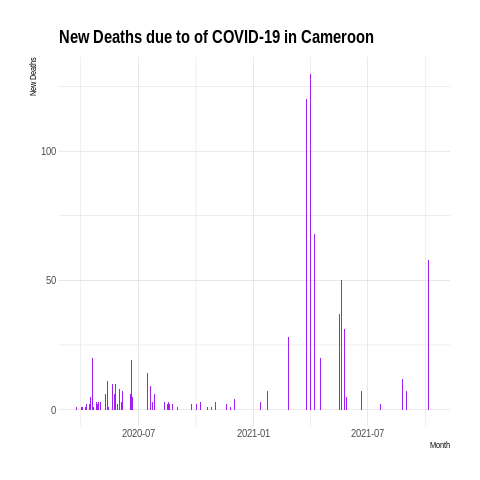 New Deaths due to of COVID-19 in Cameroon
New Deaths
100
50
0
2020-07
2021-01
2021-07
Month